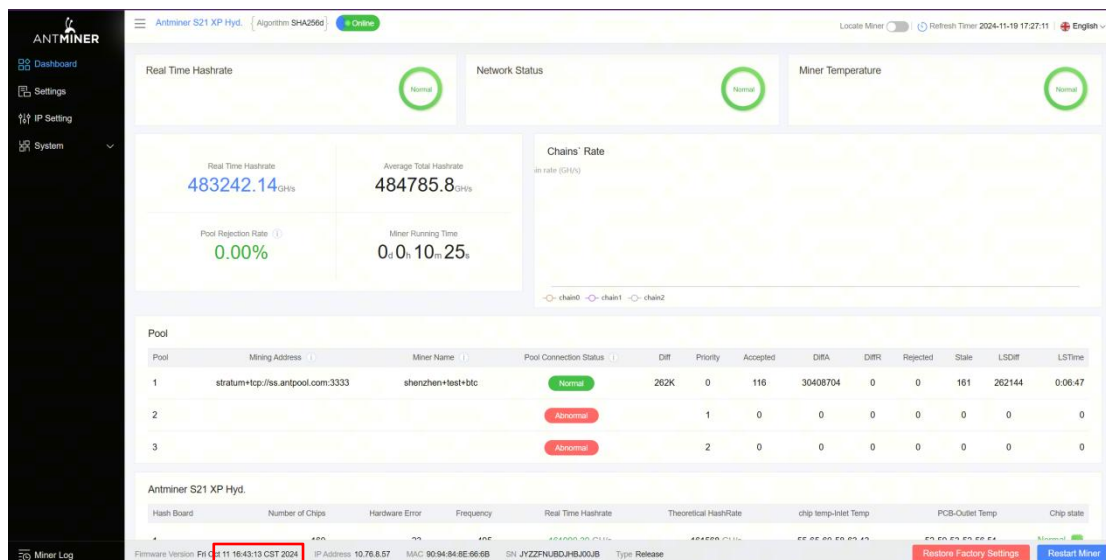 ANTMINER
Antminer S21 XP Hyd. Algorithm SHA256d Online
Locate Miner Refresh Timer 2024-11-19 17:27:11 English
Dashboard
Settings
IP Setting
System
Real Time Hashrate Normal
Network Status Normal
Miner Temperature Normal
Real Time Hashrate
483242.14 GH/s
Average Total Hashrate
484785.8 GH/s
Pool Rejection Rate
0.00%
Miner Running Time
0d 0h 10m 25s
Chains` Rate
in rate (GH/s)
chain0 chain1 chain2
Pool
Pool Mining Address Miner Name Pool Connection Status Diff Priority Accepted DiffA DiffR Rejected Stale LSDiff LSTime
1 stratum+tcp://ss.antpool.com:3333 shenzhen+test+btc Normal 262K 0 116 30408704 0 0 161 262144 0:06:47
2 Abnormal 1 0 0 0 0 0 0 0
3 Abnormal 2 0 0 0 0 0 0 0
Antminer S21 XP Hyd.
Hash Board Number of Chips Hardware Error Frequency Real Time Hashrate Theoretical HashRate chip temp-Inlet Temp PCB-Outlet Temp Chip state
Miner Log
Firmware Version Fri Oct 11 16:43:13 CST 2024 IP Address 10.76.8.57 MAC 90:94:84:8E:66:6B SN JYZZFNUBDJHBJ00JB Type Release
Restore Factory Settings
Restart Miner